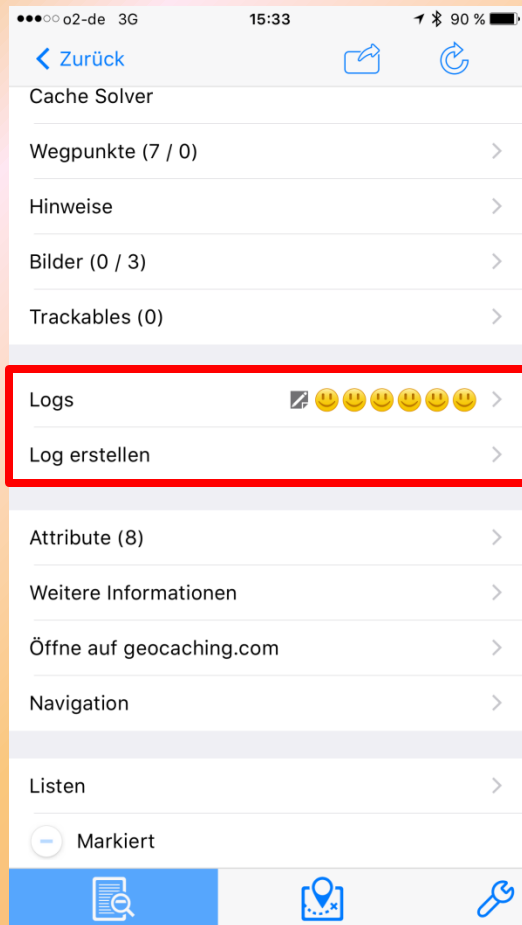 o2-de 3G 15:33 90 %
Zurück
Cache Solver
Wegpunkte (7 / 0)
Hinweise
Bilder (0 / 3)
Trackables (0)
Logs
Log erstellen
Attribute (8)
Weitere Informationen
Öffne auf geocaching.com
Navigation
Listen
Markiert